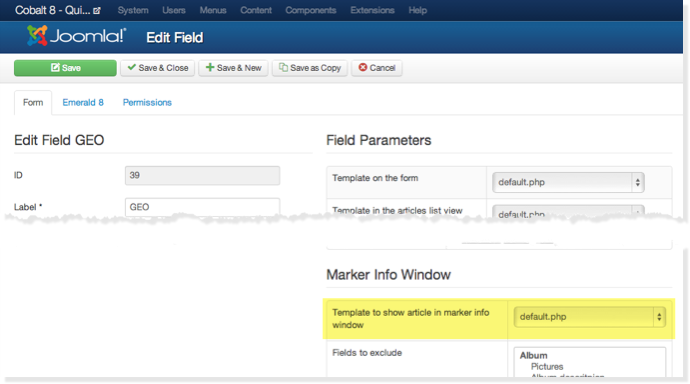 Cobalt 8 - Qui... System Users Menus Content Components Extensions Help
Joomla! Edit Field
Save Save & Close Save & New Save as Copy Cancel
Form Emerald 8 Permissions
Edit Field GEO
ID 39
Label * GEO
Field Parameters
Template on the form default.php
Template in the articles list view default.php
Marker Info Window
Template to show article in marker info window default.php
Fields to exclude Album
Pictures